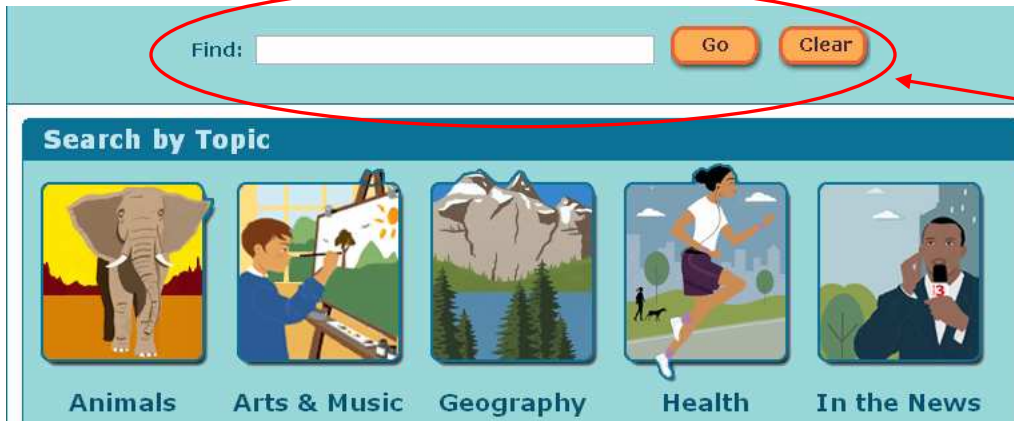 Find: Go Clear
Search by Topic
3
Animals Arts & Music Geography Health In the News